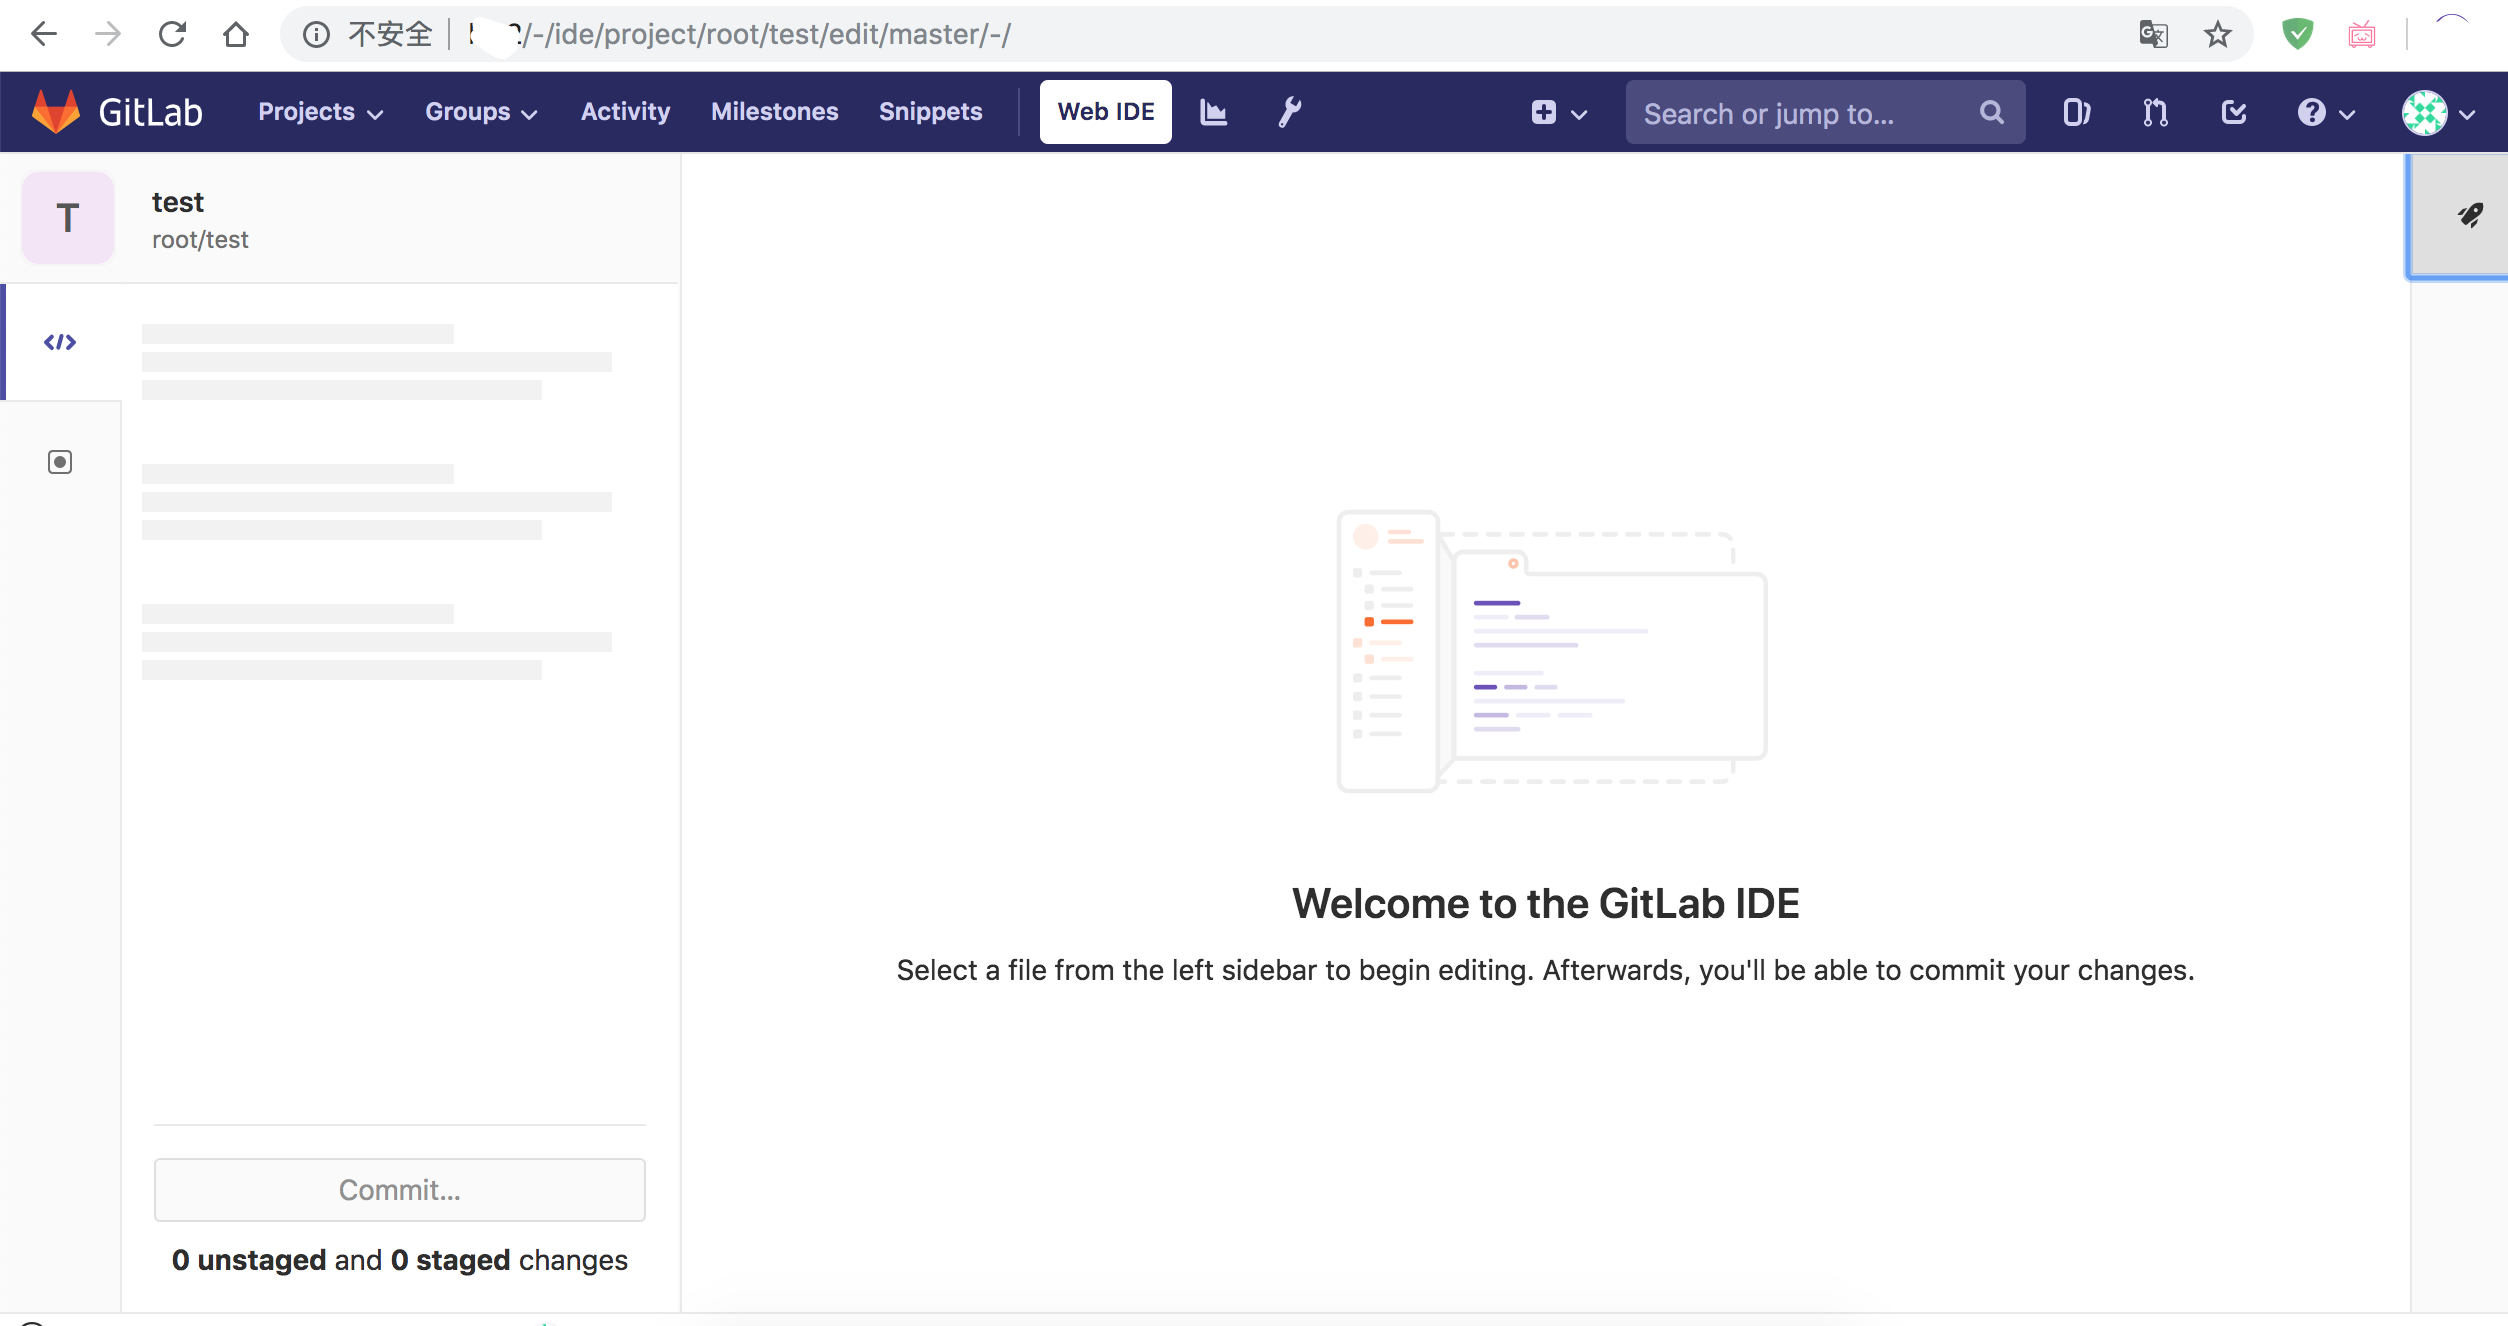 不安全
/-/ide/project/root/test/edit/master/-/
GitLab Projects Groups Activity Milestones Snippets Web IDE Search or jump to...
T
test
root/test
Welcome to the GitLab IDE
Select a file from the left sidebar to begin editing. Afterwards, you'll be able to commit your changes.
Commit...
0 unstaged and 0 staged changes